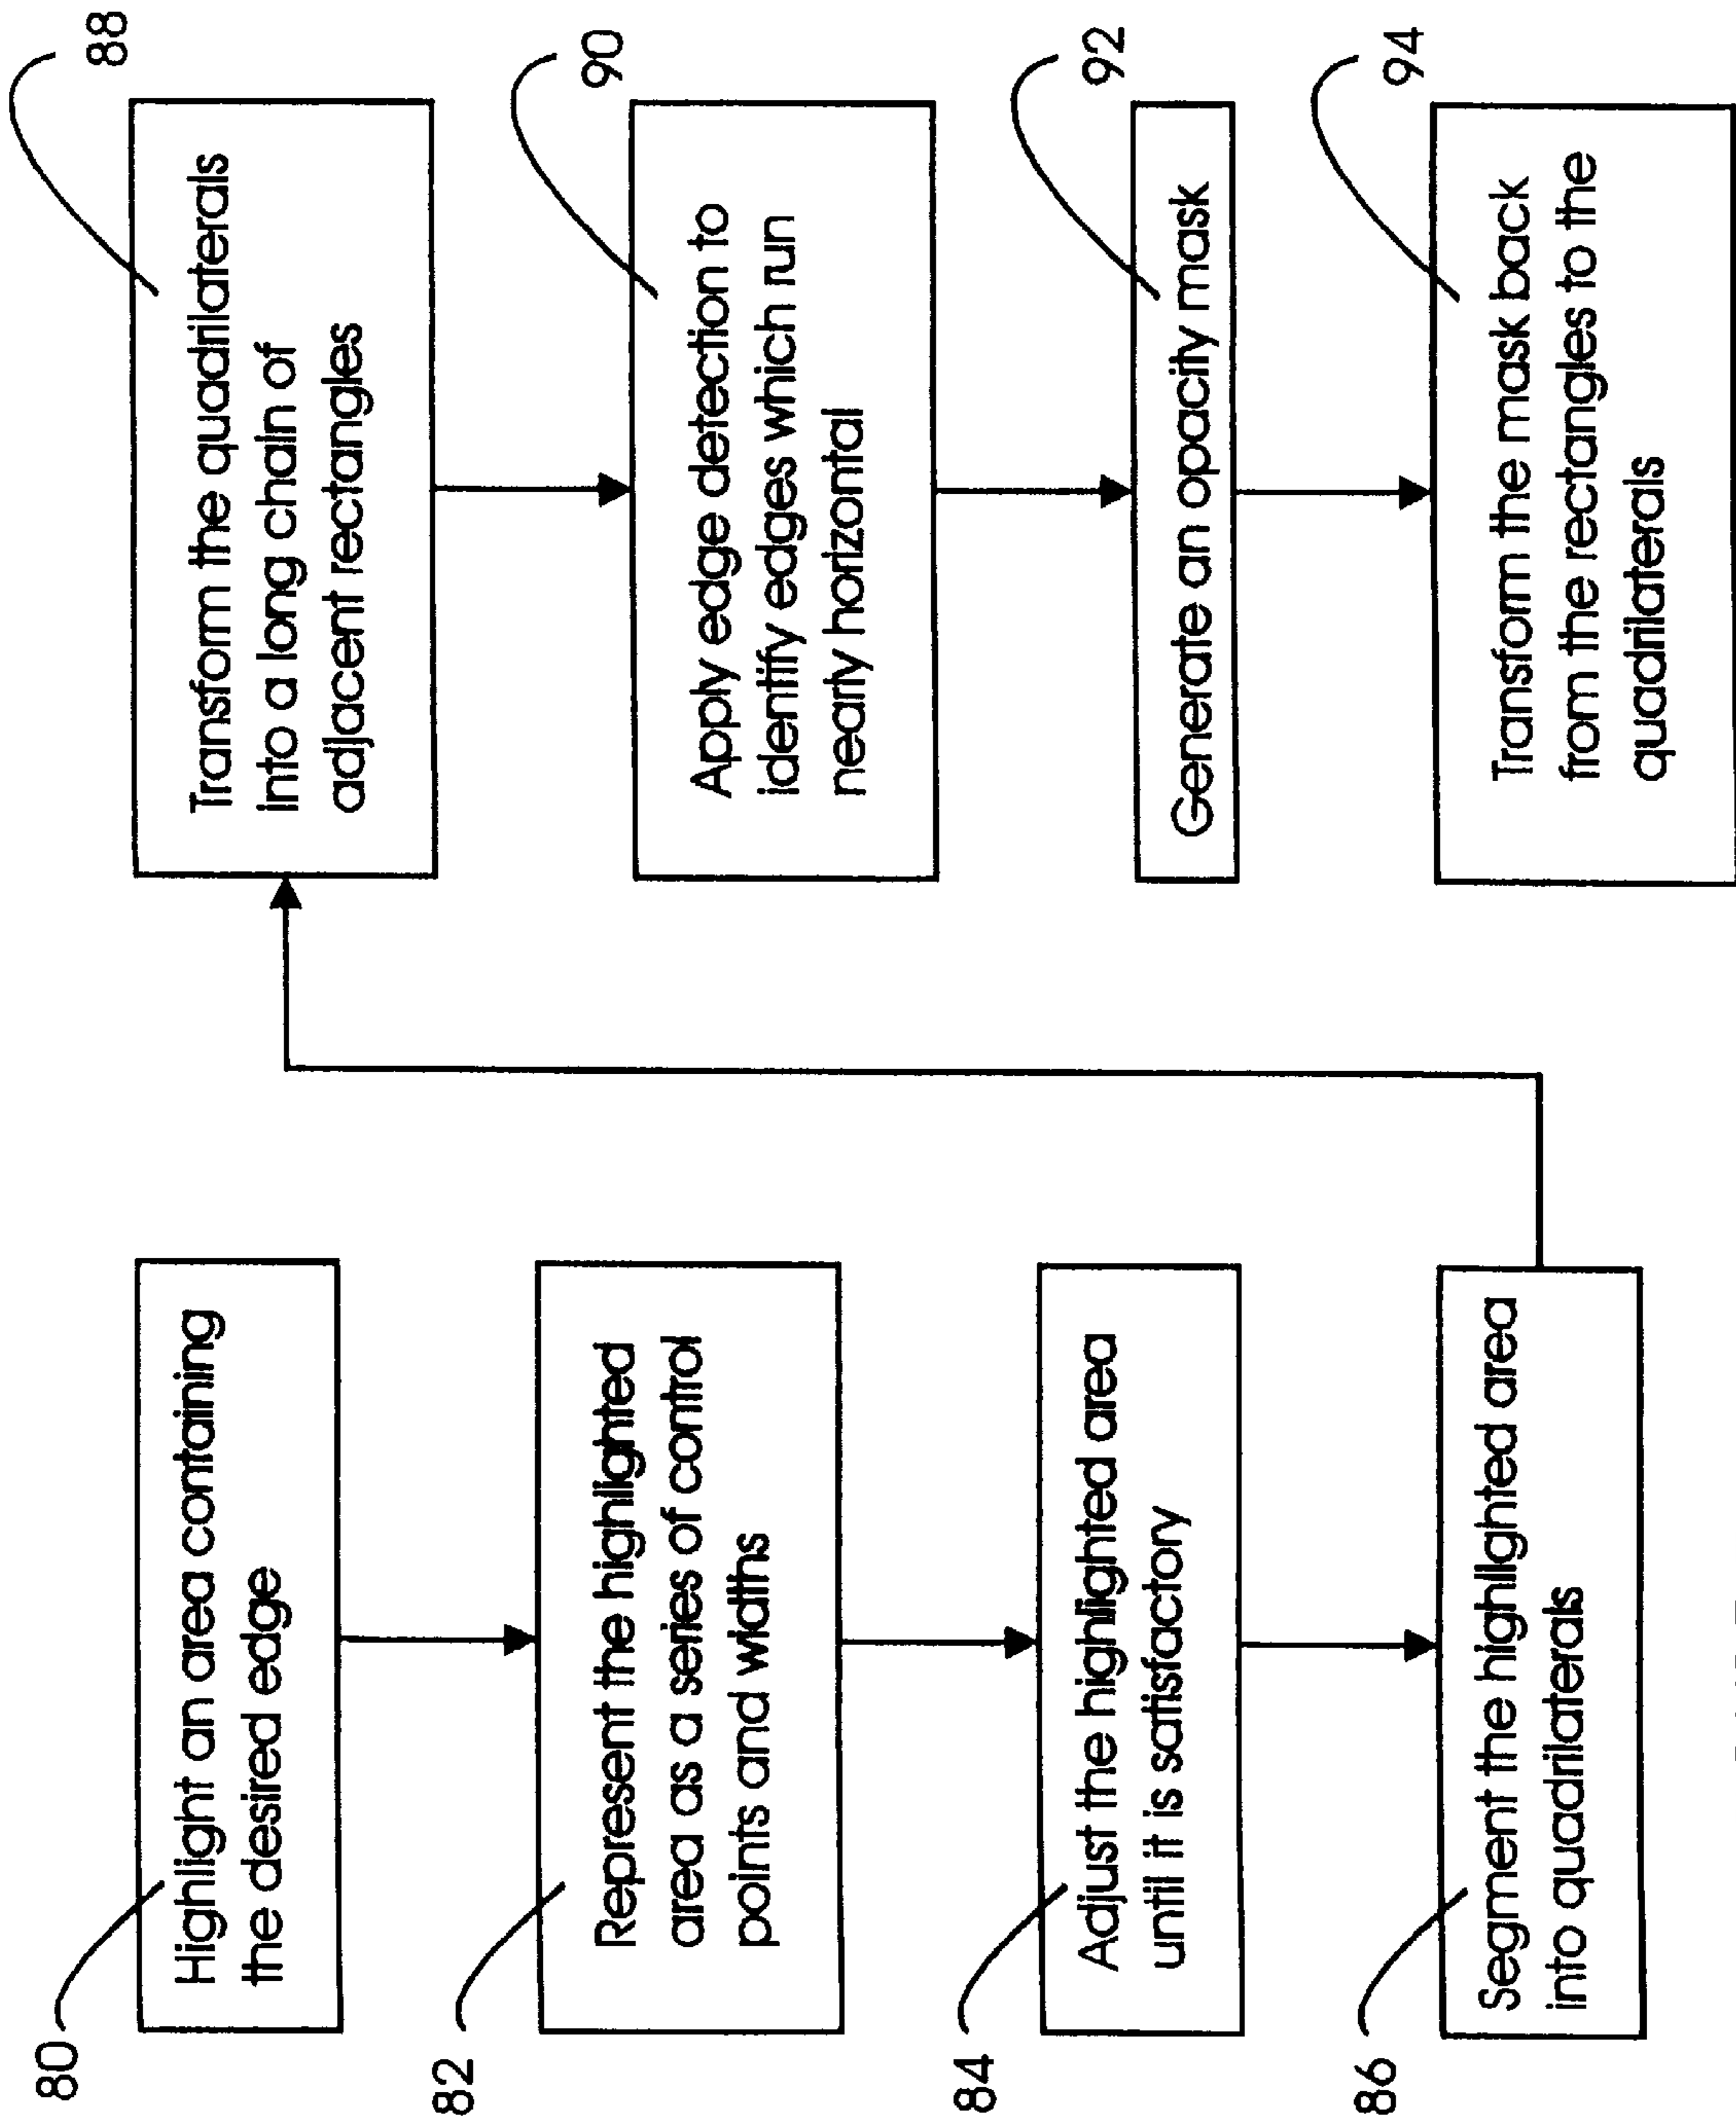 80
Highlight an area containing
the desired edge
82
Represent the highlighted
area as a series of control
points and widths
84
Adjust the highlighted area
until it is satisfactory
86
Segment the highlighted area
into quadrilaterals
88
Transform the quadrilaterals
into a long chain of
adjacent rectangles
90
Apply edge detection to
identify edges which run
nearly horizontal
92
Generate an opacity mask
94
Transform the mask back
from the rectangles to the
quadrilaterals